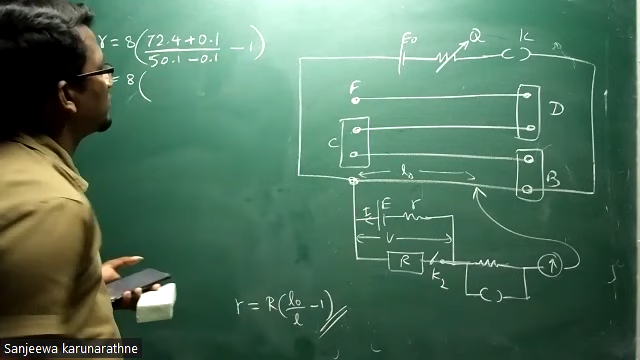 r = 8 ( 72.4 + 0.1 / 50.1 − 0.1 − 1 )
= 8 (
E₀
Q
K
F
D
C
l₀
B
E
r
I
V
R
K₂
r = R ( l₀ / l − 1 )
Sanjeewa karunarathne